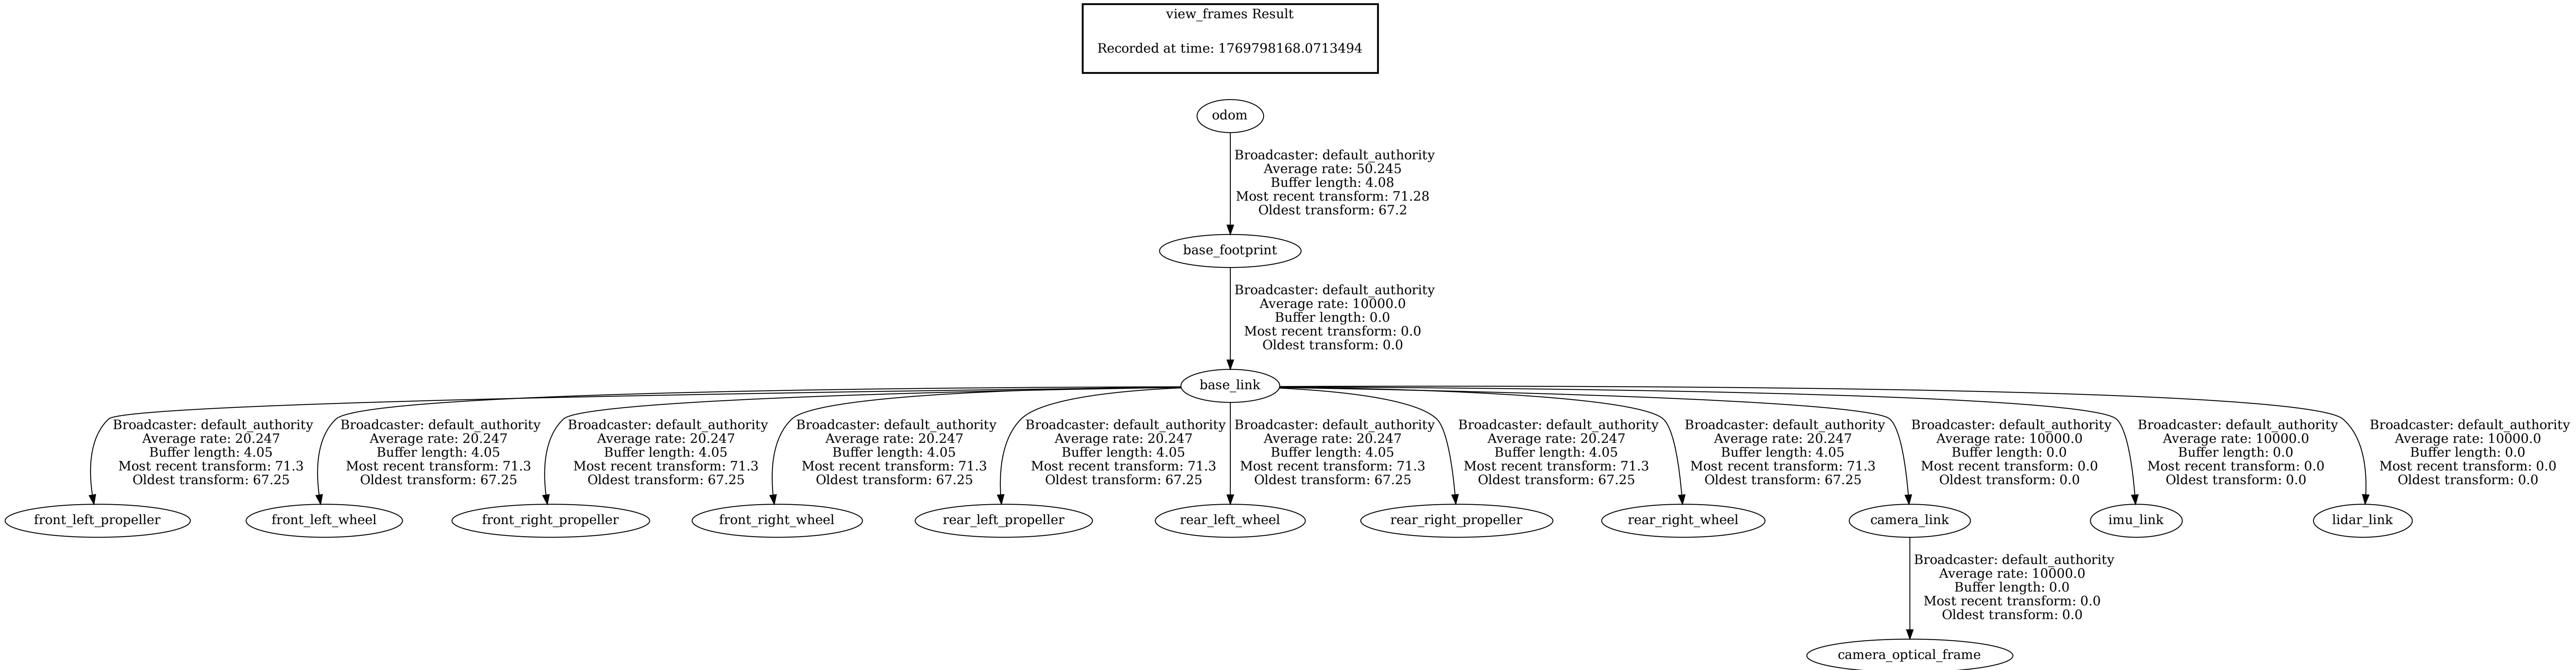 view_frames Result
Recorded at time: 1769798168.0713494
odom
Broadcaster: default_authority
Average rate: 50.245
Buffer length: 4.08
Most recent transform: 71.28
Oldest transform: 67.2
base_footprint
Broadcaster: default_authority
Average rate: 10000.0
Buffer length: 0.0
Most recent transform: 0.0
Oldest transform: 0.0
base_link
Broadcaster: default_authority
Average rate: 20.247
Buffer length: 4.05
Most recent transform: 71.3
Oldest transform: 67.25
front_left_propeller
Broadcaster: default_authority
Average rate: 20.247
Buffer length: 4.05
Most recent transform: 71.3
Oldest transform: 67.25
front_left_wheel
Broadcaster: default_authority
Average rate: 20.247
Buffer length: 4.05
Most recent transform: 71.3
Oldest transform: 67.25
front_right_propeller
Broadcaster: default_authority
Average rate: 20.247
Buffer length: 4.05
Most recent transform: 71.3
Oldest transform: 67.25
front_right_wheel
Broadcaster: default_authority
Average rate: 20.247
Buffer length: 4.05
Most recent transform: 71.3
Oldest transform: 67.25
rear_left_propeller
Broadcaster: default_authority
Average rate: 20.247
Buffer length: 4.05
Most recent transform: 71.3
Oldest transform: 67.25
rear_left_wheel
Broadcaster: default_authority
Average rate: 20.247
Buffer length: 4.05
Most recent transform: 71.3
Oldest transform: 67.25
rear_right_propeller
Broadcaster: default_authority
Average rate: 20.247
Buffer length: 4.05
Most recent transform: 71.3
Oldest transform: 67.25
rear_right_wheel
Broadcaster: default_authority
Average rate: 10000.0
Buffer length: 0.0
Most recent transform: 0.0
Oldest transform: 0.0
camera_link
Broadcaster: default_authority
Average rate: 10000.0
Buffer length: 0.0
Most recent transform: 0.0
Oldest transform: 0.0
imu_link
Broadcaster: default_authority
Average rate: 10000.0
Buffer length: 0.0
Most recent transform: 0.0
Oldest transform: 0.0
lidar_link
Broadcaster: default_authority
Average rate: 10000.0
Buffer length: 0.0
Most recent transform: 0.0
Oldest transform: 0.0
camera_optical_frame